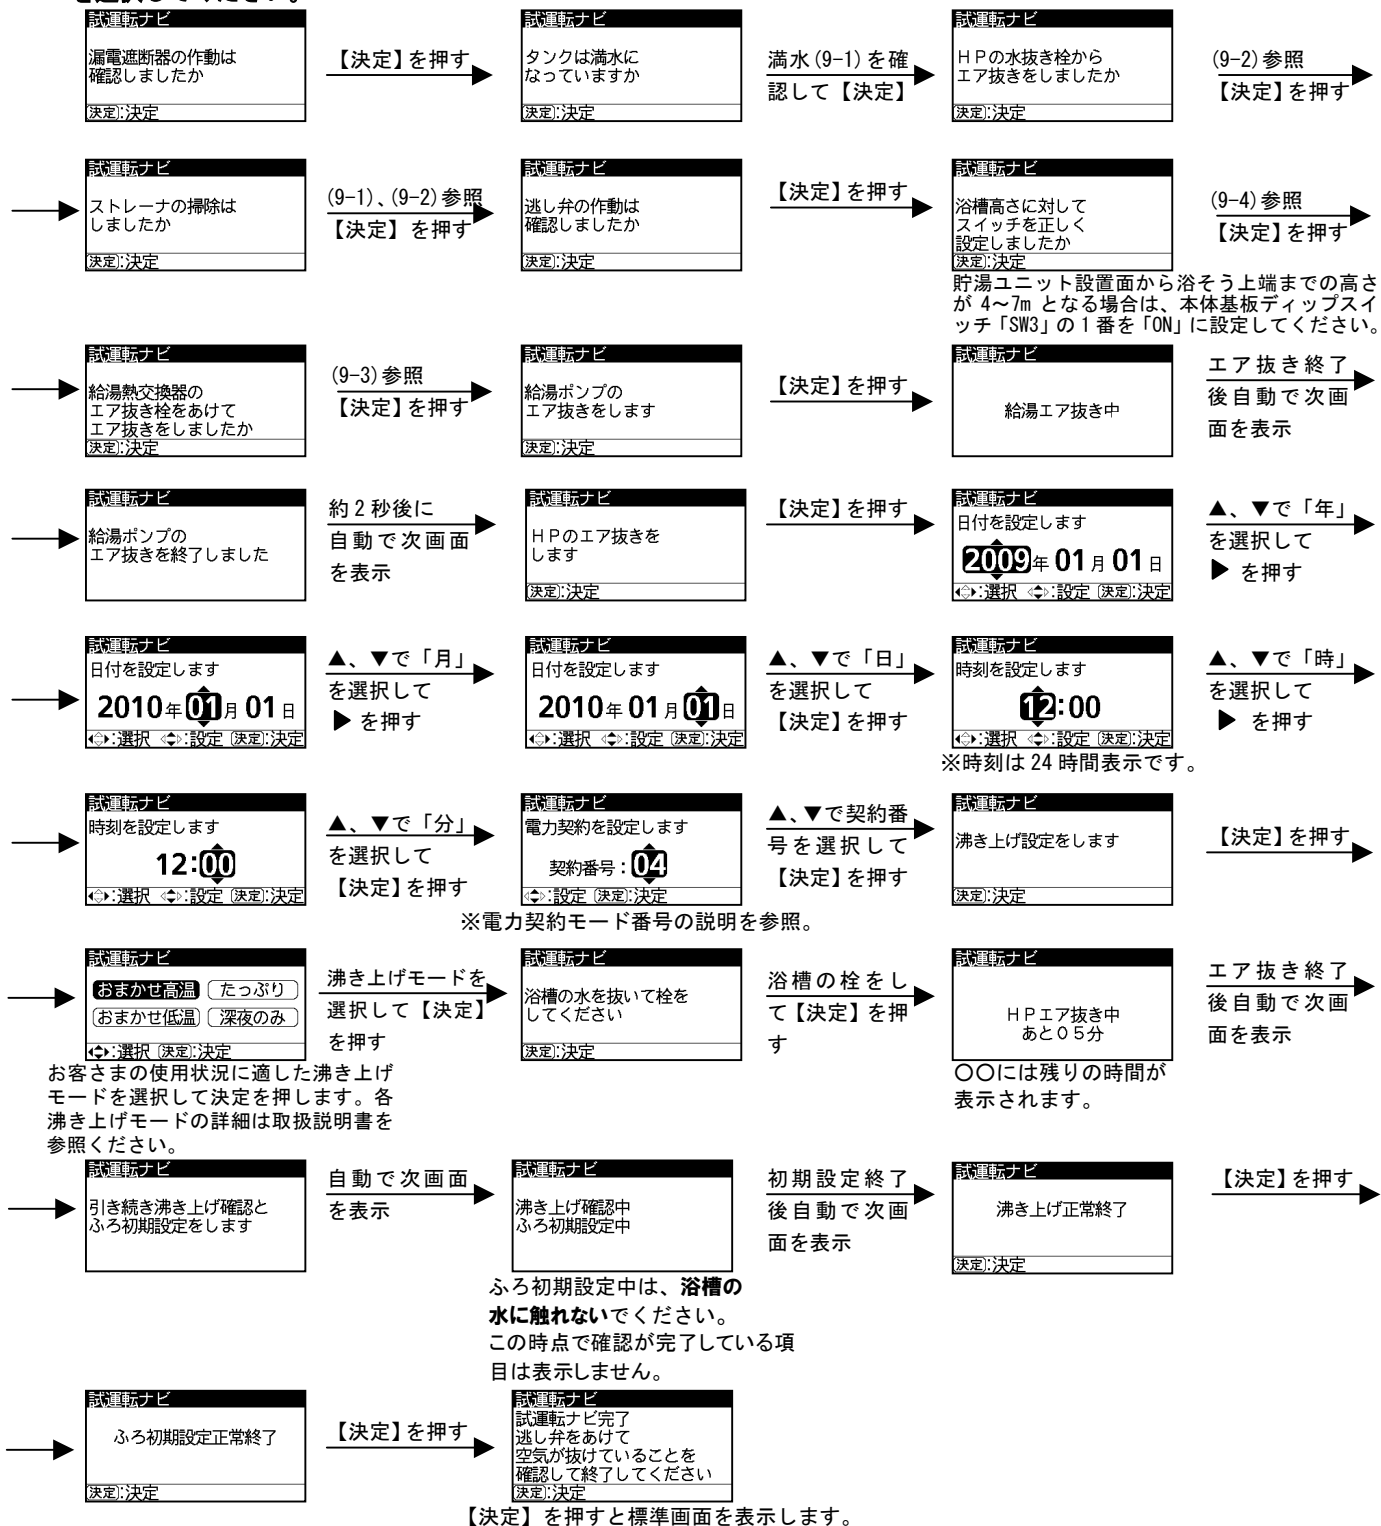 を選択してください。
試運転ナビ
漏電遮断器の作動は
確認しましたか
決定:決定
【決定】を押す
試運転ナビ
タンクは満水に
なっていますか
決定:決定
満水(9-1)を確
認して【決定】
試運転ナビ
HPの水抜き栓から
エア抜きをしましたか
決定:決定
(9-2)参照
【決定】を押す
試運転ナビ
ストレーナの掃除は
しましたか
決定:決定
(9-1)、(9-2)参照
【決定】を押す
試運転ナビ
逃し弁の作動は
確認しましたか
決定:決定
【決定】を押す
試運転ナビ
浴槽高さに対して
スイッチを正しく
設定しましたか
決定:決定
(9-4)参照
【決定】を押す
貯湯ユニット設置面から浴そう上端までの高さ
が 4~7m となる場合は、本体基板ディップスイ
ッチ「SW3」の1番を「ON」に設定してください。
試運転ナビ
給湯熱交換器の
エア抜き栓をあけて
エア抜きをしましたか
決定:決定
(9-3)参照
【決定】を押す
試運転ナビ
給湯ポンプの
エア抜きをします
決定:決定
【決定】を押す
試運転ナビ
給湯エア抜き中
エア抜き終了
後自動で次画
面を表示
試運転ナビ
給湯ポンプの
エア抜きを終了しました
約2秒後に
自動で次画面
を表示
試運転ナビ
HPのエア抜きを
します
決定:決定
【決定】を押す
試運転ナビ
日付を設定します
2009年01月01日
:選択 :設定 決定:決定
▲、▼で「年」
を選択して
▶ を押す
試運転ナビ
日付を設定します
2010年01月01日
:選択 :設定 決定:決定
▲、▼で「月」
を選択して
▶ を押す
試運転ナビ
日付を設定します
2010年01月01日
:選択 :設定 決定:決定
▲、▼で「日」
を選択して
【決定】を押す
試運転ナビ
時刻を設定します
12:00
:選択 :設定 決定:決定
▲、▼で「時」
を選択して
▶ を押す
※時刻は24時間表示です。
試運転ナビ
時刻を設定します
12:00
:選択 :設定 決定:決定
▲、▼で「分」
を選択して
【決定】を押す
試運転ナビ
電力契約を設定します
契約番号:04
:設定 決定:決定
▲、▼で契約番
号を選択して
【決定】を押す
試運転ナビ
沸き上げ設定をします
決定:決定
【決定】を押す
※電力契約モード番号の説明を参照。
試運転ナビ
おまかせ高温 たっぷり
おまかせ低温 深夜のみ
:選択 決定:決定
沸き上げモードを
選択して【決定】
を押す
試運転ナビ
浴槽の水を抜いて栓を
してください
決定:決定
浴槽の栓をし
て【決定】を押
す
試運転ナビ
HPエア抜き中
あと05分
エア抜き終了
後自動で次画
面を表示
お客さまの使用状況に適した沸き上げ
モードを選択して決定を押します。各
沸き上げモードの詳細は取扱説明書を
参照ください。
〇〇には残りの時間が
表示されます。
試運転ナビ
引き続き沸き上げ確認と
ふろ初期設定をします
自動で次画面
を表示
試運転ナビ
沸き上げ確認中
ふろ初期設定中
初期設定終了
後自動で次画
面を表示
試運転ナビ
沸き上げ正常終了
決定:決定
【決定】を押す
ふろ初期設定中は、浴槽の
水に触れないでください。
この時点で確認が完了している項
目は表示しません。
試運転ナビ
ふろ初期設定正常終了
決定:決定
【決定】を押す
試運転ナビ
試運転ナビ完了
逃し弁をあけて
空気が抜けていることを
確認して終了してください
決定:決定
【決定】を押すと標準画面を表示します。